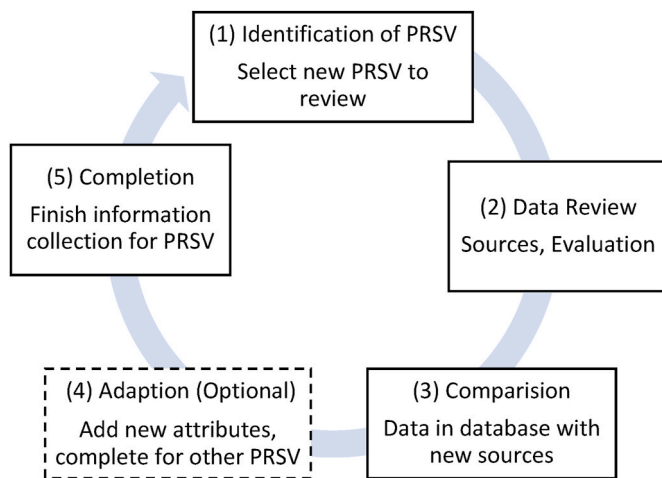 (1) Identification of PRSV
Select new PRSV to
review
(2) Data Review
Sources, Evaluation
(3) Comparision
Data in database with
new sources
(4) Adaption (Optional)
Add new attributes,
complete for other PRSV
(5) Completion
Finish information
collection for PRSV